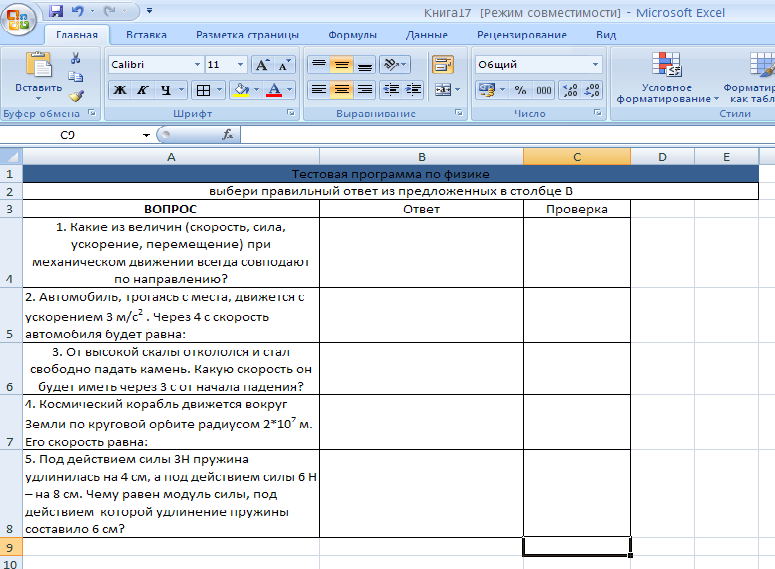 Книга17 [Режим совместимости] - Microsoft Excel
Главная Вставка Разметка страницы Формулы Данные Рецензирование Вид
Вставить
Calibri 11
Ж К Ч
Общий
% 000
Условное форматирование
Форматировать как табл
Буфер обмена Шрифт Выравнивание Число Стили
C9 fx
A B C D E
1 Тестовая программа по физике
2 выбери правильный ответ из предложенных в столбце В
3 ВОПРОС Ответ Проверка
1. Какие из величин (скорость, сила,
ускорение, перемещение) при
механическом движении всегда совподают
4 по направлению?
2. Автомобиль, трогаясь с места, движется с
ускорением 3 м/с² . Через 4 с скорость
5 автомобиля будет равна:
3. От высокой скалы откололся и стал
свободно падать камень. Какую скорость он
6 будет иметь через 3 с от начала падения?
4. Космический корабль движется вокруг
Земли по круговой орбите радиусом 2*10⁷ м.
7 Его скорость равна:
5. Под действием силы 3Н пружина
удлинилась на 4 см, а под действием силы 6 Н
– на 8 см. Чему равен модуль силы, под
действием которой удлинение пружины
8 составило 6 см?
9
10